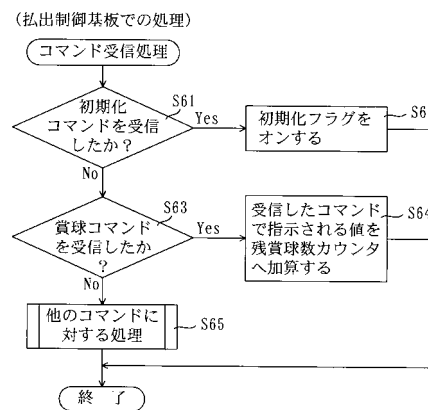 (払出制御基板での処理)
コマンド受信処理
初期化
コマンドを受信
したか?
S61
Yes
初期化フラグを
オンする
S6
No
賞球コマンド
を受信したか
?
S63
Yes
受信したコマンド
で指示される値を
残賞球数カウンタ
へ加算する
S64
No
他のコマンドに
対する処理
S65
終 了